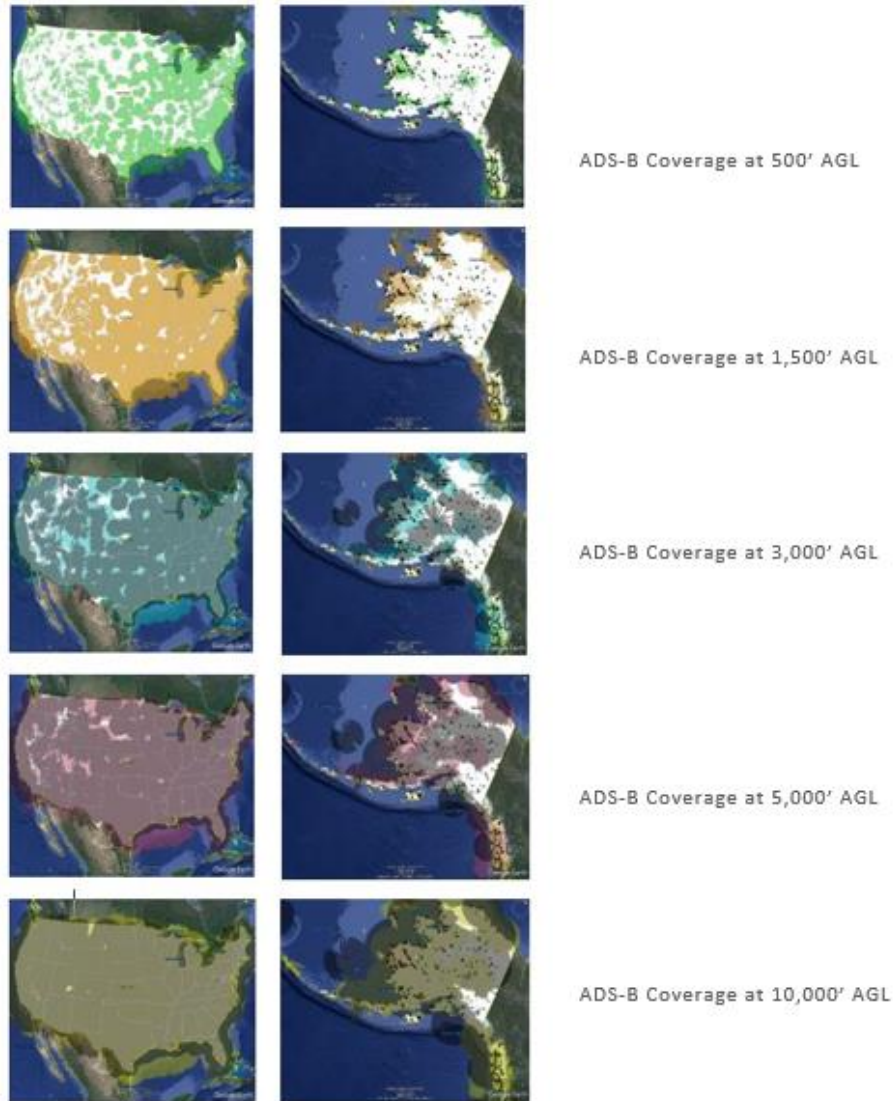 ADS-B Coverage at 500’ AGL
ADS-B Coverage at 1,500’ AGL
ADS-B Coverage at 3,000’ AGL
ADS-B Coverage at 5,000’ AGL
ADS-B Coverage at 10,000’ AGL